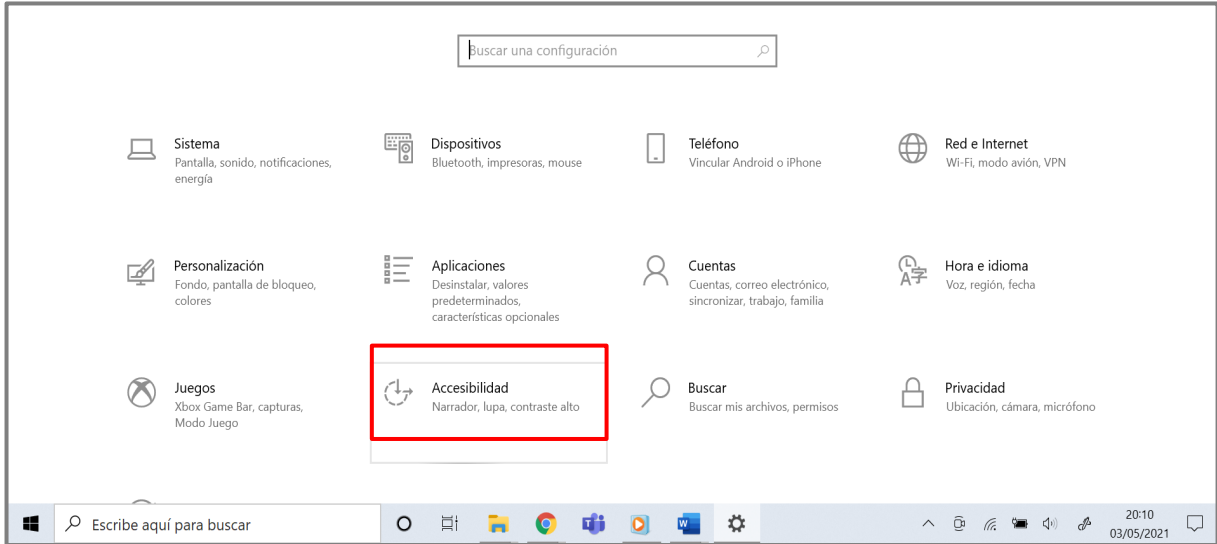 Buscar una configuración
Sistema
Pantalla, sonido, notificaciones,
energía
Dispositivos
Bluetooth, impresoras, mouse
Teléfono
Vincular Android o iPhone
Red e Internet
Wi-Fi, modo avión, VPN
Personalización
Fondo, pantalla de bloqueo,
colores
Aplicaciones
Desinstalar, valores
predeterminados,
características opcionales
Cuentas
Cuentas, correo electrónico,
sincronizar, trabajo, familia
Hora e idioma
Voz, región, fecha
Juegos
Xbox Game Bar, capturas,
Modo Juego
Accesibilidad
Narrador, lupa, contraste alto
Buscar
Buscar mis archivos, permisos
Privacidad
Ubicación, cámara, micrófono
Escribe aquí para buscar
20:10
03/05/2021